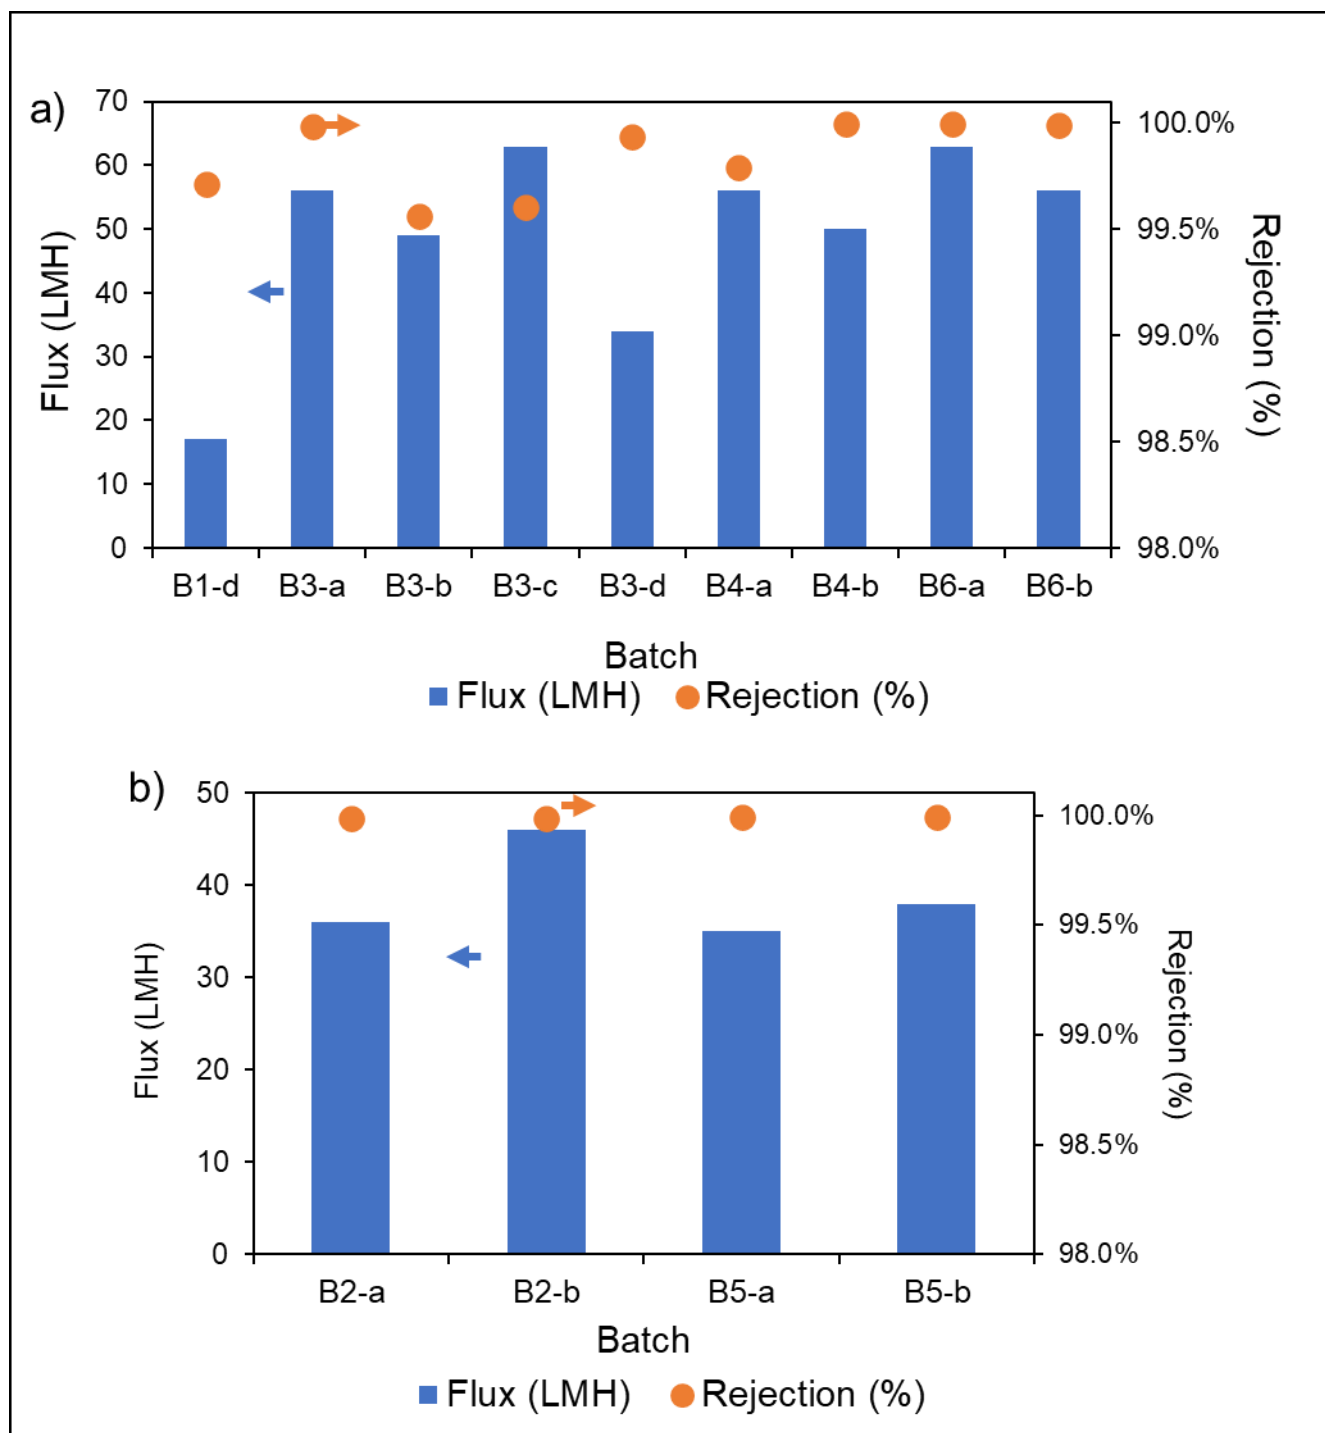 a)
70
60
50
40
30
20
10
0
Flux (LMH)
100.0%
99.5%
99.0%
98.5%
98.0%
Rejection (%)
B1-d B3-a B3-b B3-c B3-d B4-a B4-b B6-a B6-b
Batch
Flux (LMH) Rejection (%)
b)
50
40
30
20
10
0
Flux (LMH)
100.0%
99.5%
99.0%
98.5%
98.0%
Rejection (%)
B2-a B2-b B5-a B5-b
Batch
Flux (LMH) Rejection (%)